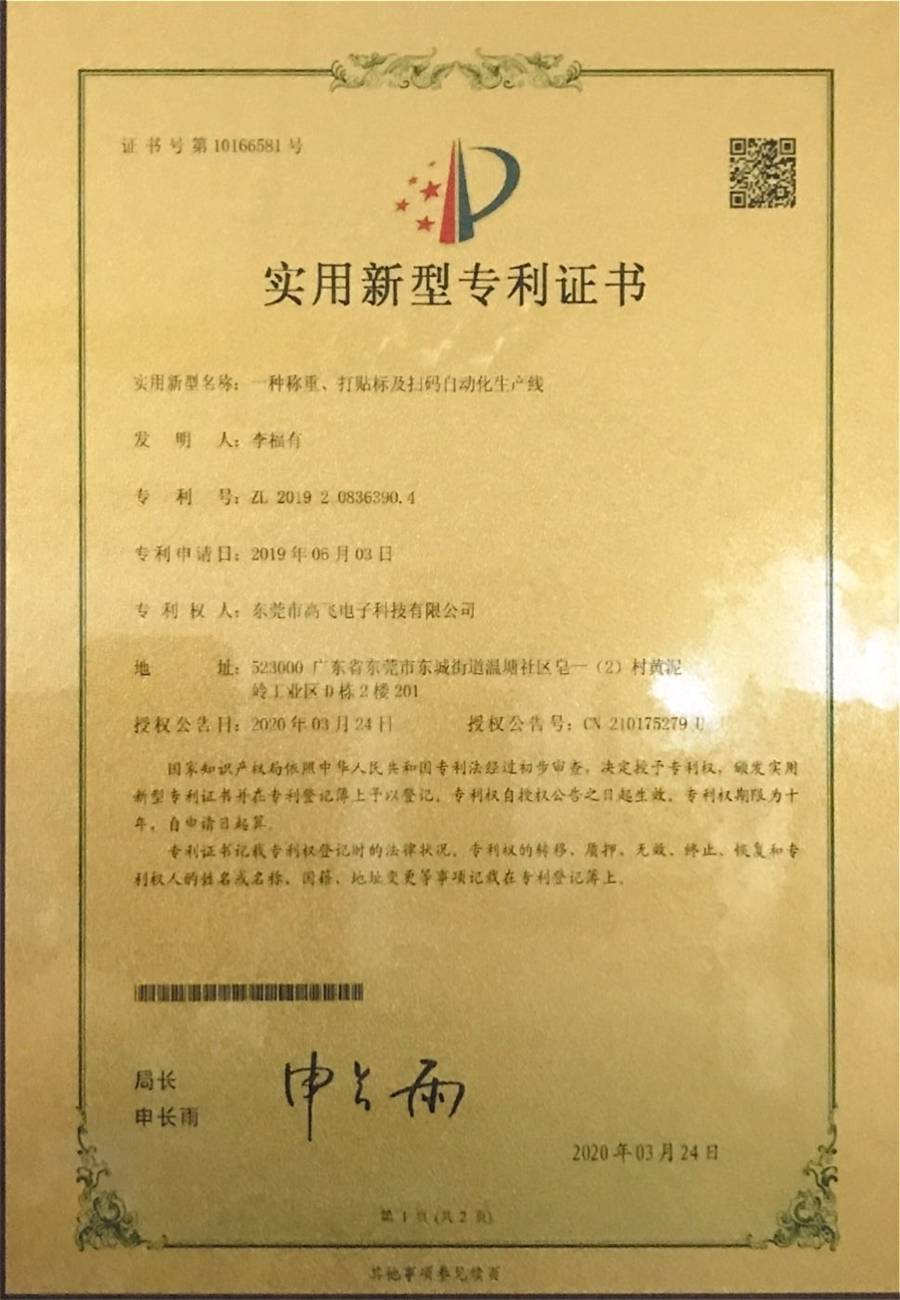 证书号第10166581号
实用新型专利证书
实用新型名称：一种称重、打贴标及扫码自动化生产线
发明人：李福有
专利号：ZL 2019 2 0836390.4
专利申请日：2019年06月03日
专利权人：东莞市高飞电子科技有限公司
地址：523000 广东省东莞市东城街道温塘社区皂一（2）村黄泥
岭工业区D栋2楼201
授权公告日：2020年03月24日 授权公告号：CN 210175279 U
国家知识产权局依照中华人民共和国专利法经过初步审查，决定授予专利权，颁发实用
新型专利证书并在专利登记簿上予以登记。专利权自授权公告之日起生效。专利权期限为十
年，自申请日起算。
专利证书记载专利权登记时的法律状况。专利权的转移、质押、无效、终止、恢复和专
利权人的姓名或名称、国籍、地址变更等事项记载在专利登记簿上。
局长
申长雨
申长雨
2020年03月24日
第1页(共2页)
其他事项参见续页